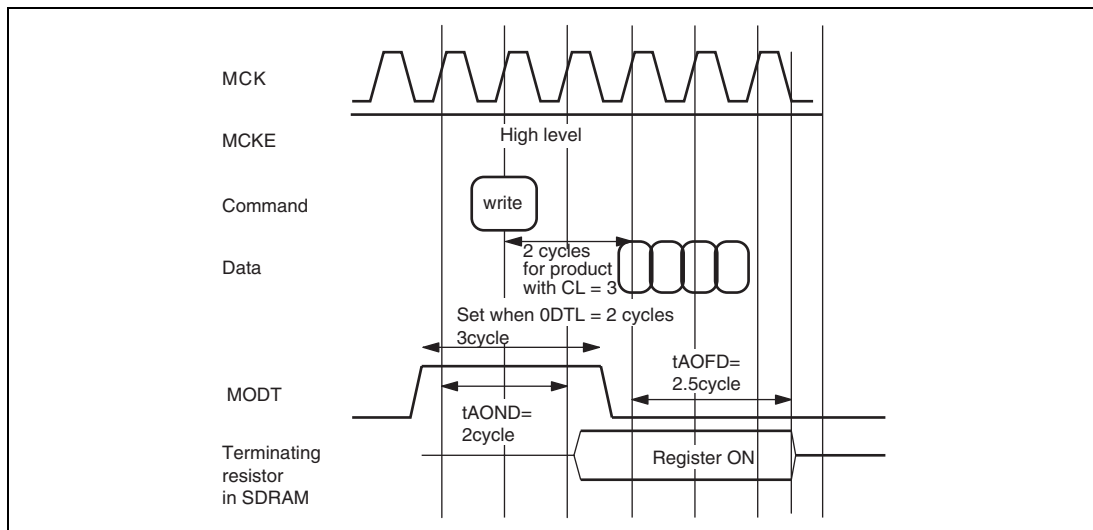 MCK
MCKE
High level
Command
write
Data
2 cycles
for product
with CL = 3
Set when 0DTL = 2 cycles
3cycle
MODT
tAOND=
2cycle
tAOFD=
2.5cycle
Terminating
resistor
in SDRAM
Register ON